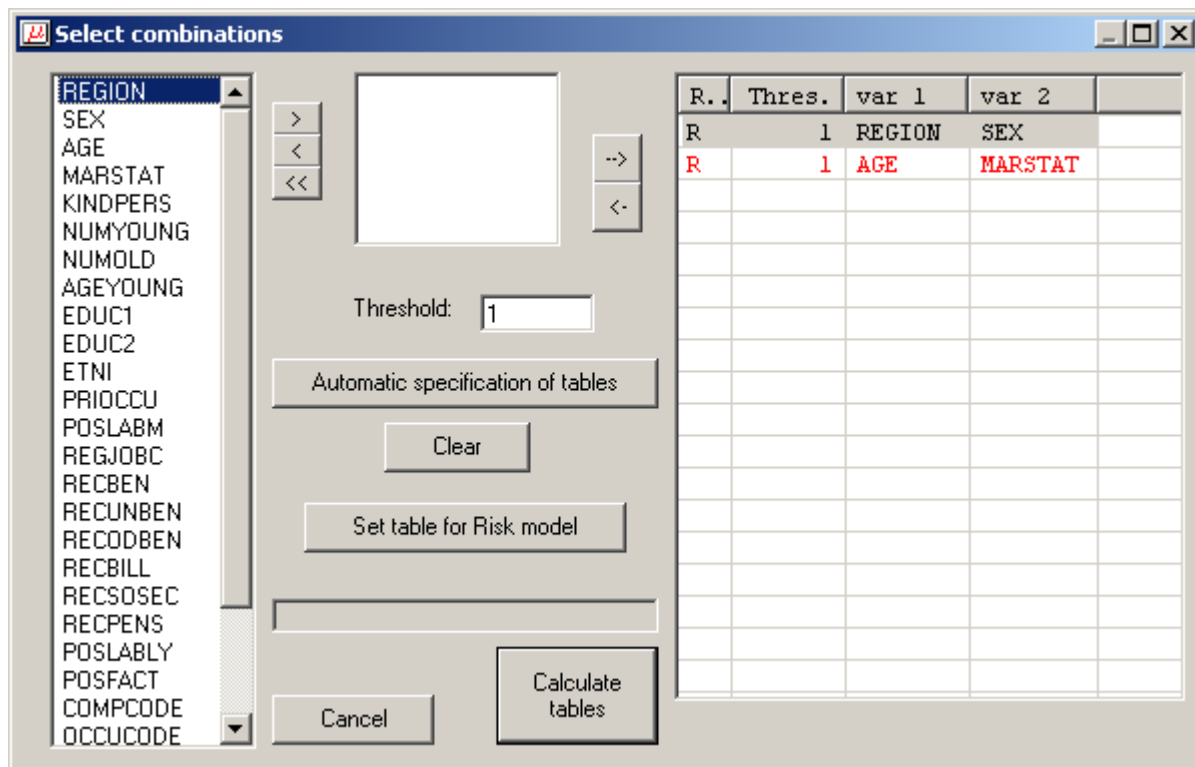 μ Select combinations
REGION
SEX
AGE
MARSTAT
KINDPERS
NUMYOUNG
NUMOLD
AGEYOUNG
EDUC1
EDUC2
ETNI
PRIOCCU
POSLABM
REGJOBC
RECBEN
RECUNBEN
RECODBEN
RECBILL
RECSOSEC
RECPENS
POSLABLY
POSFACT
COMPCODE
OCCUCODE
>
<
<<
-->
<-
Threshold: 1
Automatic specification of tables
Clear
Set table for Risk model
Calculate
tables
Cancel
R.. Thres. var 1 var 2
R 1 REGION SEX
R 1 AGE MARSTAT